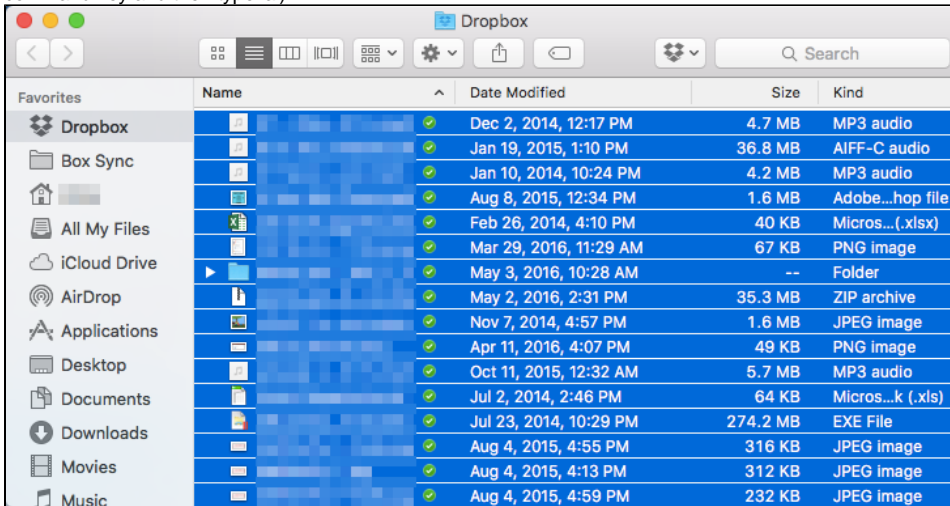 Dropbox
Search
Favorites
Name Date Modified Size Kind
Dropbox Dec 2, 2014, 12:17 PM 4.7 MB MP3 audio
Box Sync Jan 19, 2015, 1:10 PM 36.8 MB AIFF-C audio
Jan 10, 2014, 10:24 PM 4.2 MB MP3 audio
Aug 8, 2015, 12:34 PM 1.6 MB Adobe...hop file
All My Files Feb 26, 2014, 4:10 PM 40 KB Micros...(.xlsx)
Mar 29, 2016, 11:29 AM 67 KB PNG image
iCloud Drive May 3, 2016, 10:28 AM -- Folder
AirDrop May 2, 2016, 2:31 PM 35.3 MB ZIP archive
Applications Nov 7, 2014, 4:57 PM 1.6 MB JPEG image
Apr 11, 2016, 4:07 PM 49 KB PNG image
Desktop Oct 11, 2015, 12:32 AM 5.7 MB MP3 audio
Documents Jul 2, 2014, 2:46 PM 64 KB Micros...k (.xls)
Downloads Jul 23, 2014, 10:29 PM 274.2 MB EXE File
Aug 4, 2015, 4:55 PM 316 KB JPEG image
Movies Aug 4, 2015, 4:13 PM 312 KB JPEG image
Music Aug 4, 2015, 4:59 PM 232 KB JPEG image